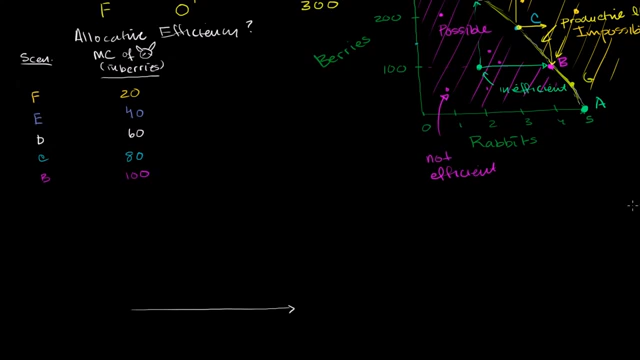 F 0 300
Allocative Efficiency?
Scen. MC of
(in berries)
F 20
E 40
D 60
C 80
B 100
200
100
Berries
Possible
C
productive
Impossib
B
inefficient
A
0 1 2 3 4 5
Rabbits
not
efficient